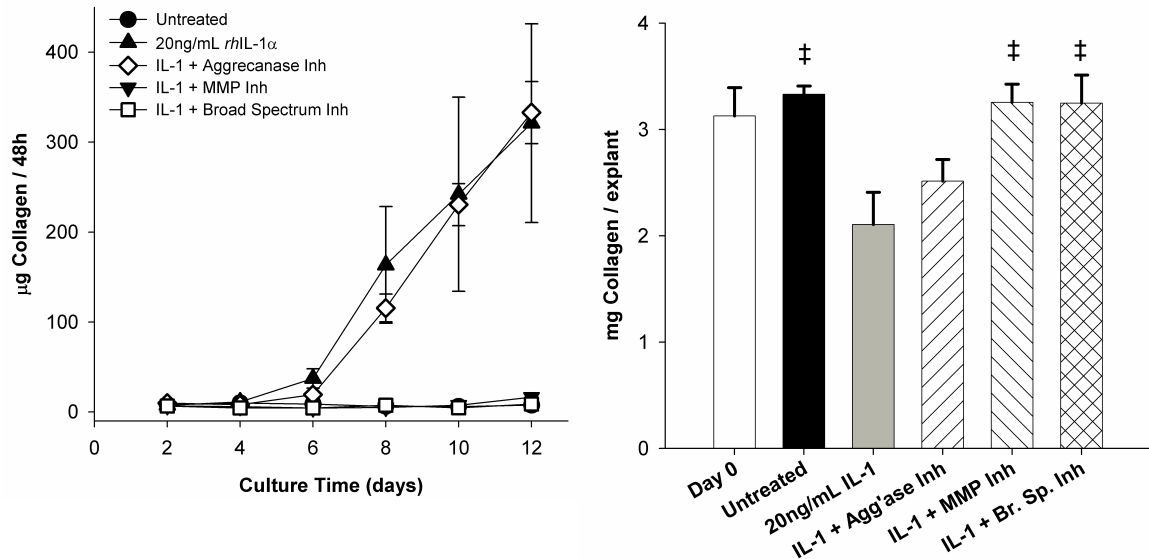 Untreated
20ng/mL rhIL-1α
IL-1 + Aggrecanase Inh
IL-1 + MMP Inh
IL-1 + Broad Spectrum Inh
μg Collagen / 48h
400
300
200
100
0
0 2 4 6 8 10 12
Culture Time (days)
mg Collagen / explant
4
3
2
1
0
‡ ‡ ‡
Day 0
Untreated
20ng/mL IL-1
IL-1 + Agg'ase Inh
IL-1 + MMP Inh
IL-1 + Br. Sp. Inh